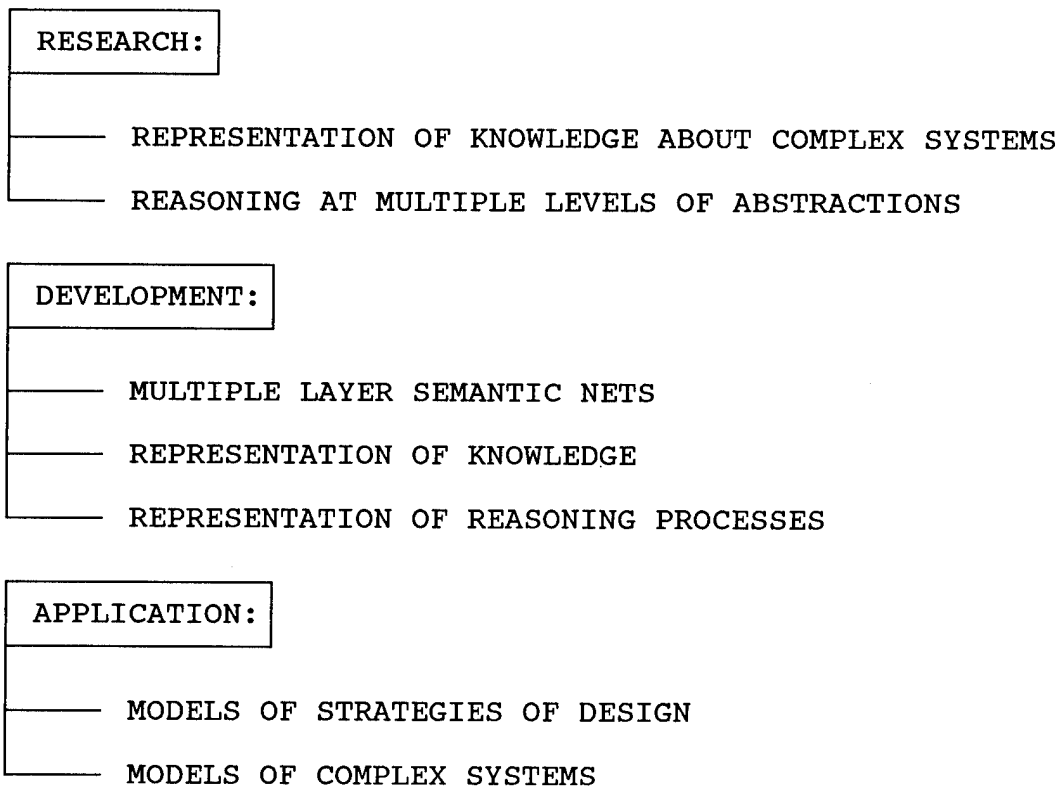 RESEARCH:
REPRESENTATION OF KNOWLEDGE ABOUT COMPLEX SYSTEMS
REASONING AT MULTIPLE LEVELS OF ABSTRACTIONS
DEVELOPMENT:
MULTIPLE LAYER SEMANTIC NETS
REPRESENTATION OF KNOWLEDGE
REPRESENTATION OF REASONING PROCESSES
APPLICATION:
MODELS OF STRATEGIES OF DESIGN
MODELS OF COMPLEX SYSTEMS